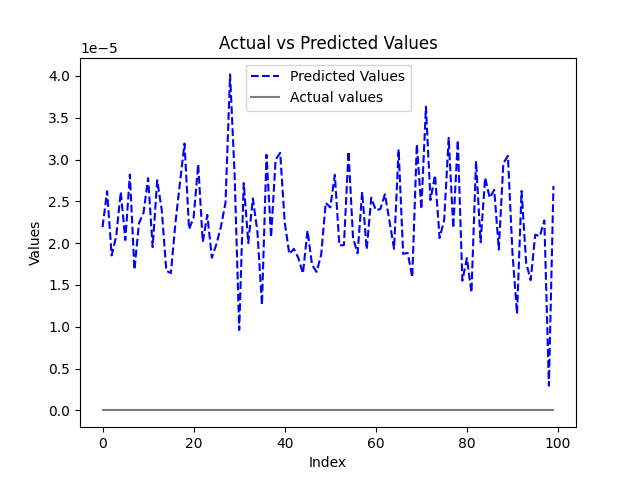 Actual vs Predicted Values
1e−5
Predicted Values
Actual values
4.0
3.5
3.0
2.5
2.0
1.5
1.0
0.5
0.0
Values
0 20 40 60 80 100
Index